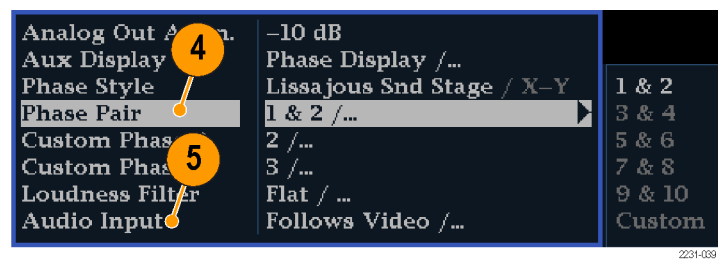 Analog Out A n. –10 dB
Aux Display Phase Display /...
4
Phase Style Lissajous Snd Stage / X–Y 1 & 2
Phase Pair 1 & 2 /... 3 & 4
Custom Phas 2 /... 5 & 6
5
Custom Phas 3 /... 7 & 8
Loudness Filter Flat / ... 9 & 10
Audio Input Follows Video /... Custom
2231-039